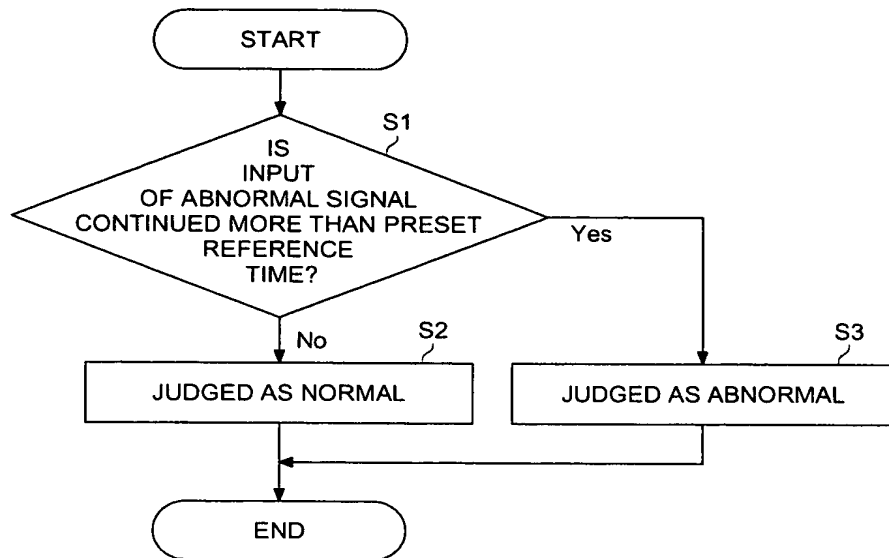 START
S1
IS
INPUT
OF ABNORMAL SIGNAL
CONTINUED MORE THAN PRESET
REFERENCE
TIME?
Yes
No
S2
S3
JUDGED AS NORMAL
JUDGED AS ABNORMAL
END